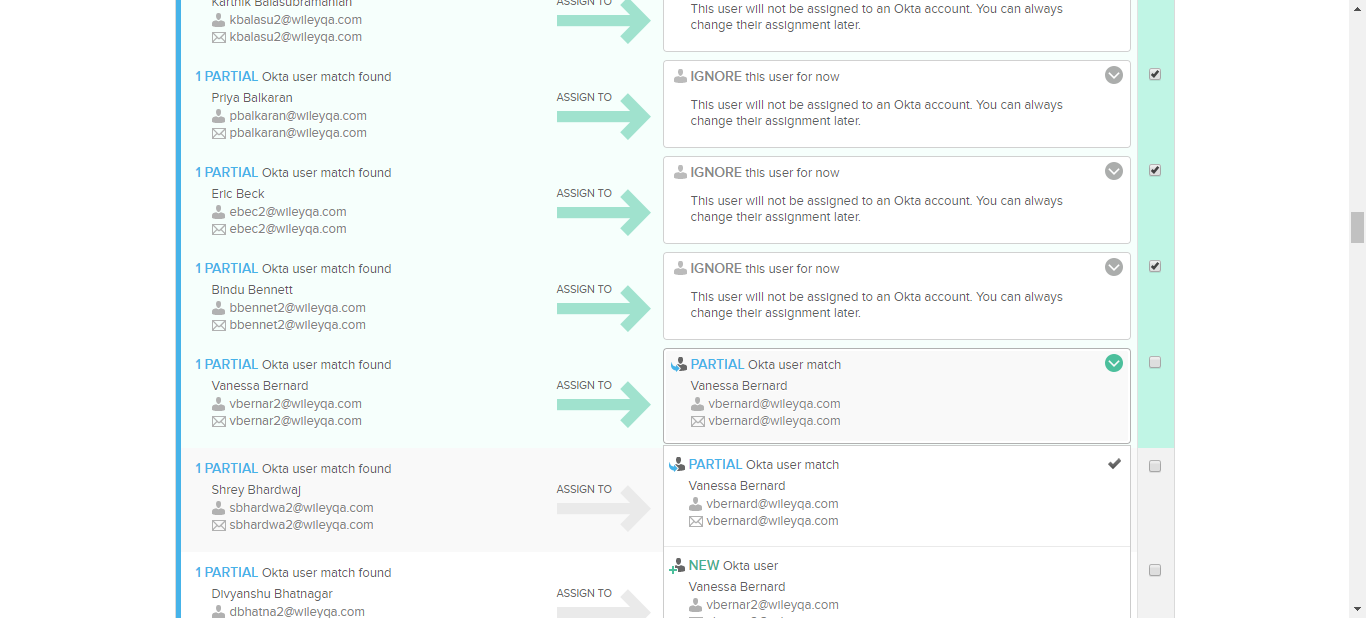 Karthik Balasubramanian
kbalasu2@wileyqa.com
kbalasu2@wileyqa.com
ASSIGN TO
This user will not be assigned to an Okta account. You can always
change their assignment later.
1 PARTIAL Okta user match found
Priya Balkaran
pbalkaran@wileyqa.com
pbalkaran@wileyqa.com
ASSIGN TO
IGNORE this user for now
This user will not be assigned to an Okta account. You can always
change their assignment later.
1 PARTIAL Okta user match found
Eric Beck
ebec2@wileyqa.com
ebec2@wileyqa.com
ASSIGN TO
IGNORE this user for now
This user will not be assigned to an Okta account. You can always
change their assignment later.
1 PARTIAL Okta user match found
Bindu Bennett
bbennet2@wileyqa.com
bbennet2@wileyqa.com
ASSIGN TO
IGNORE this user for now
This user will not be assigned to an Okta account. You can always
change their assignment later.
1 PARTIAL Okta user match found
Vanessa Bernard
vbernar2@wileyqa.com
vbernar2@wileyqa.com
ASSIGN TO
PARTIAL Okta user match
Vanessa Bernard
vbernard@wileyqa.com
vbernard@wileyqa.com
1 PARTIAL Okta user match found
Shrey Bhardwaj
sbhardwa2@wileyqa.com
sbhardwa2@wileyqa.com
ASSIGN TO
PARTIAL Okta user match
Vanessa Bernard
vbernard@wileyqa.com
vbernard@wileyqa.com
1 PARTIAL Okta user match found
Divyanshu Bhatnagar
dbhatna2@wileyqa.com
ASSIGN TO
NEW Okta user
Vanessa Bernard
vbernar2@wileyqa.com